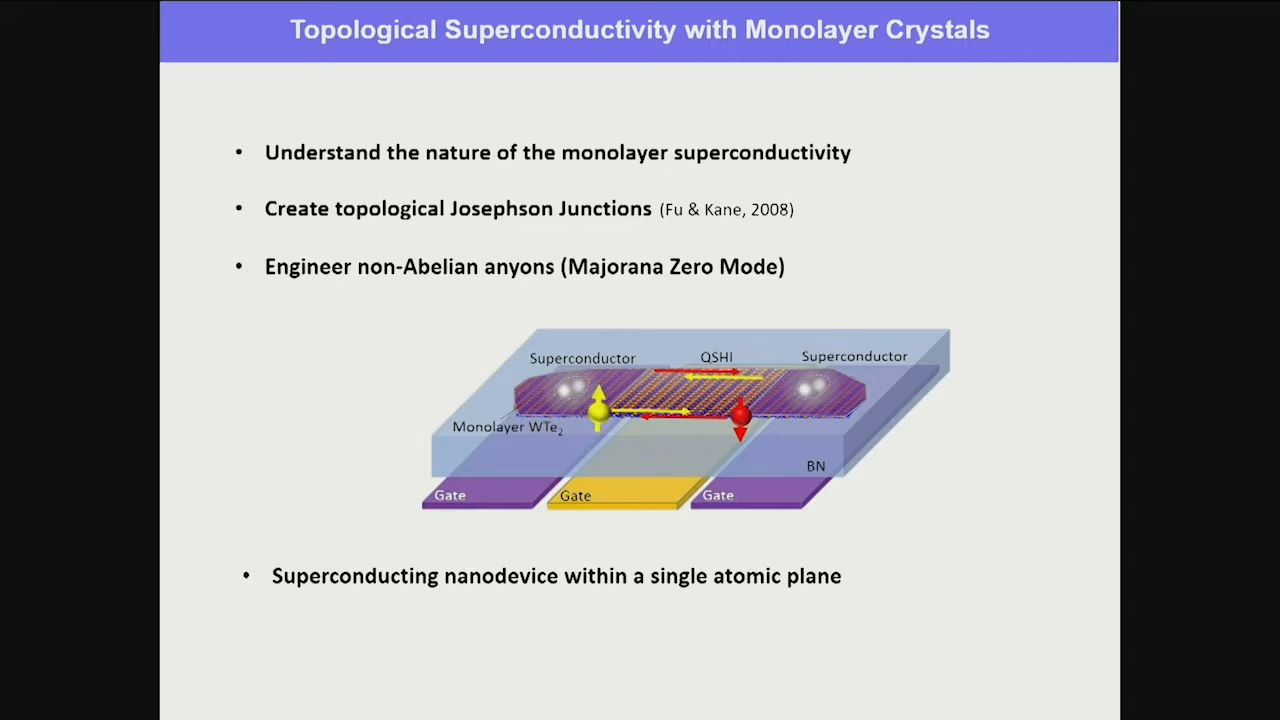 Topological Superconductivity with Monolayer Crystals
• Understand the nature of the monolayer superconductivity
• Create topological Josephson Junctions (Fu & Kane, 2008)
• Engineer non-Abelian anyons (Majorana Zero Mode)
Superconductor QSHI Superconductor
Monolayer WTe₂
BN
Gate Gate Gate
• Superconducting nanodevice within a single atomic plane